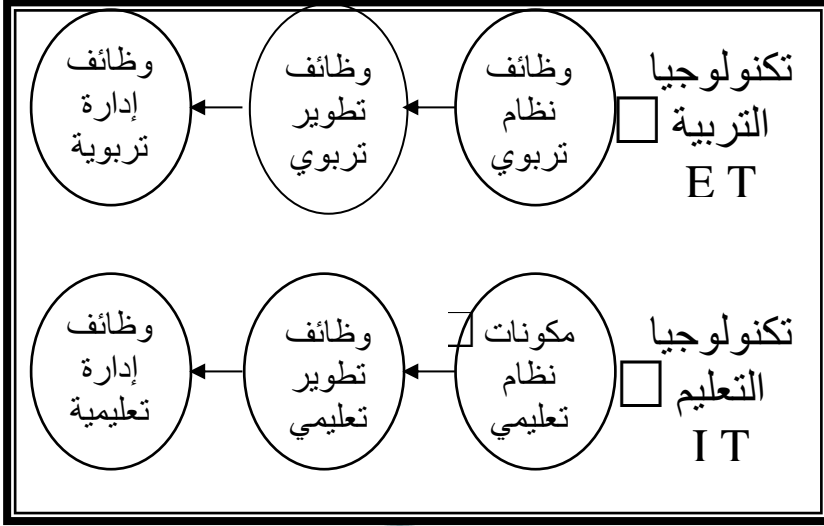 تكنولوجيا
التربية
E T
وظائف
نظام
تربوي
وظائف
تطوير
تربوي
وظائف
إدارة
تربوية
تكنولوجيا
التعليم
I T
مكونات
نظام
تعليمي
وظائف
تطوير
تعليمي
وظائف
إدارة
تعليمية